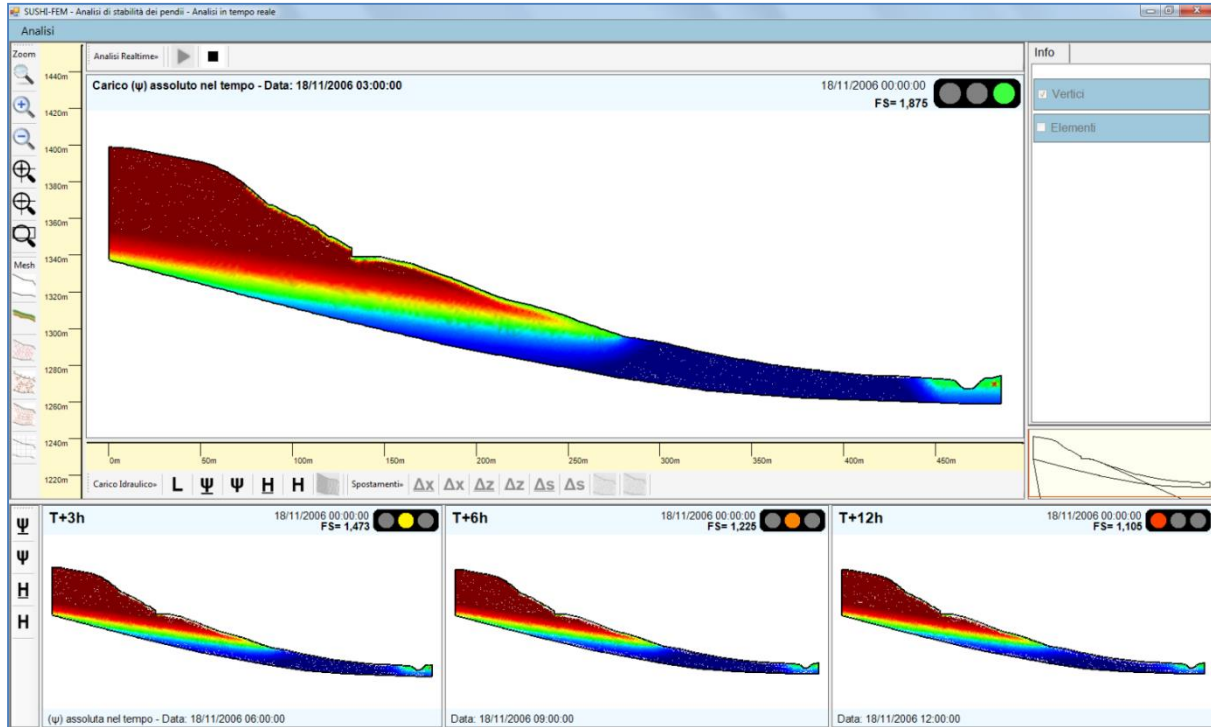 SUSHI-FEM - Analisi di stabilità dei pendii - Analisi in tempo reale
Analisi
Zoom
Mesh
1440m
1420m
1400m
1380m
1360m
1340m
1320m
1300m
1280m
1260m
1240m
1220m
Analisi Realtime»
Carico (ψ) assoluto nel tempo - Data: 18/11/2006 03:00:00
18/11/2006 00:00:00
FS= 1,875
0m 50m 100m 150m 200m 250m 300m 350m 400m 450m
Carico Idraulico» L Ψ Ψ H H Spostamenti» Δx Δx Δz Δz Δs Δs
Info
Vertici
Elementi
Ψ
Ψ
H
H
T+3h
18/11/2006 00:00:00
FS= 1,473
(ψ) assoluta nel tempo - Data: 18/11/2006 06:00:00
T+6h
18/11/2006 00:00:00
FS= 1,225
Data: 18/11/2006 09:00:00
T+12h
18/11/2006 00:00:00
FS= 1,105
Data: 18/11/2006 12:00:00